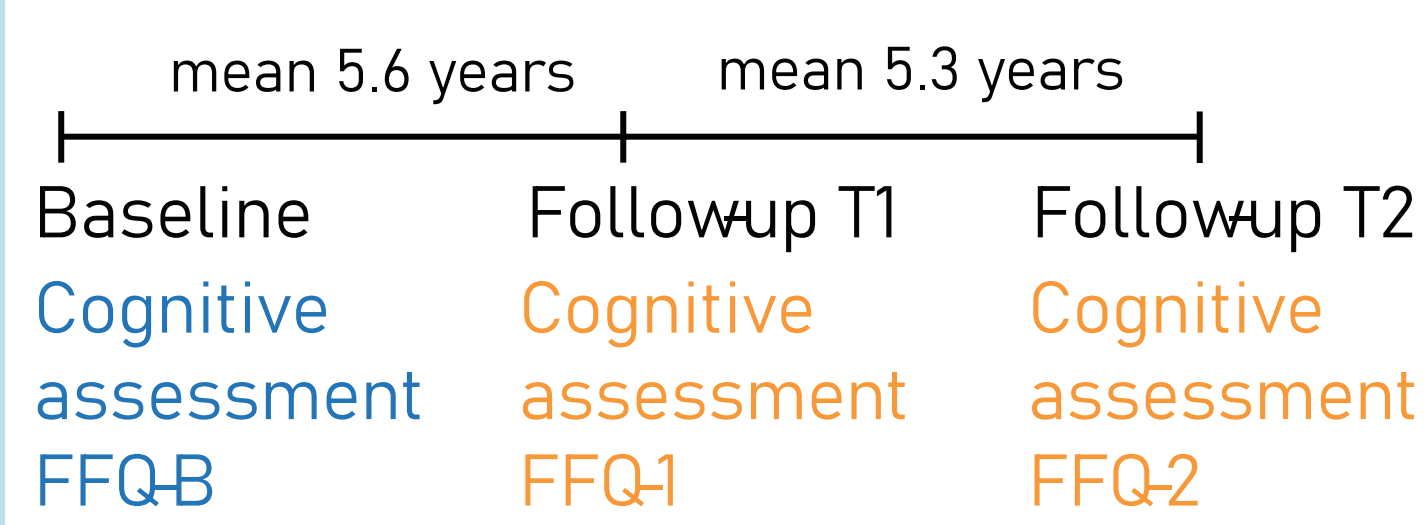 mean 5.6 years mean 5.3 years
Baseline Follow-up T1 Follow-up T2
Cognitive Cognitive Cognitive
assessment assessment assessment
FFQ-B FFQ-1 FFQ-2